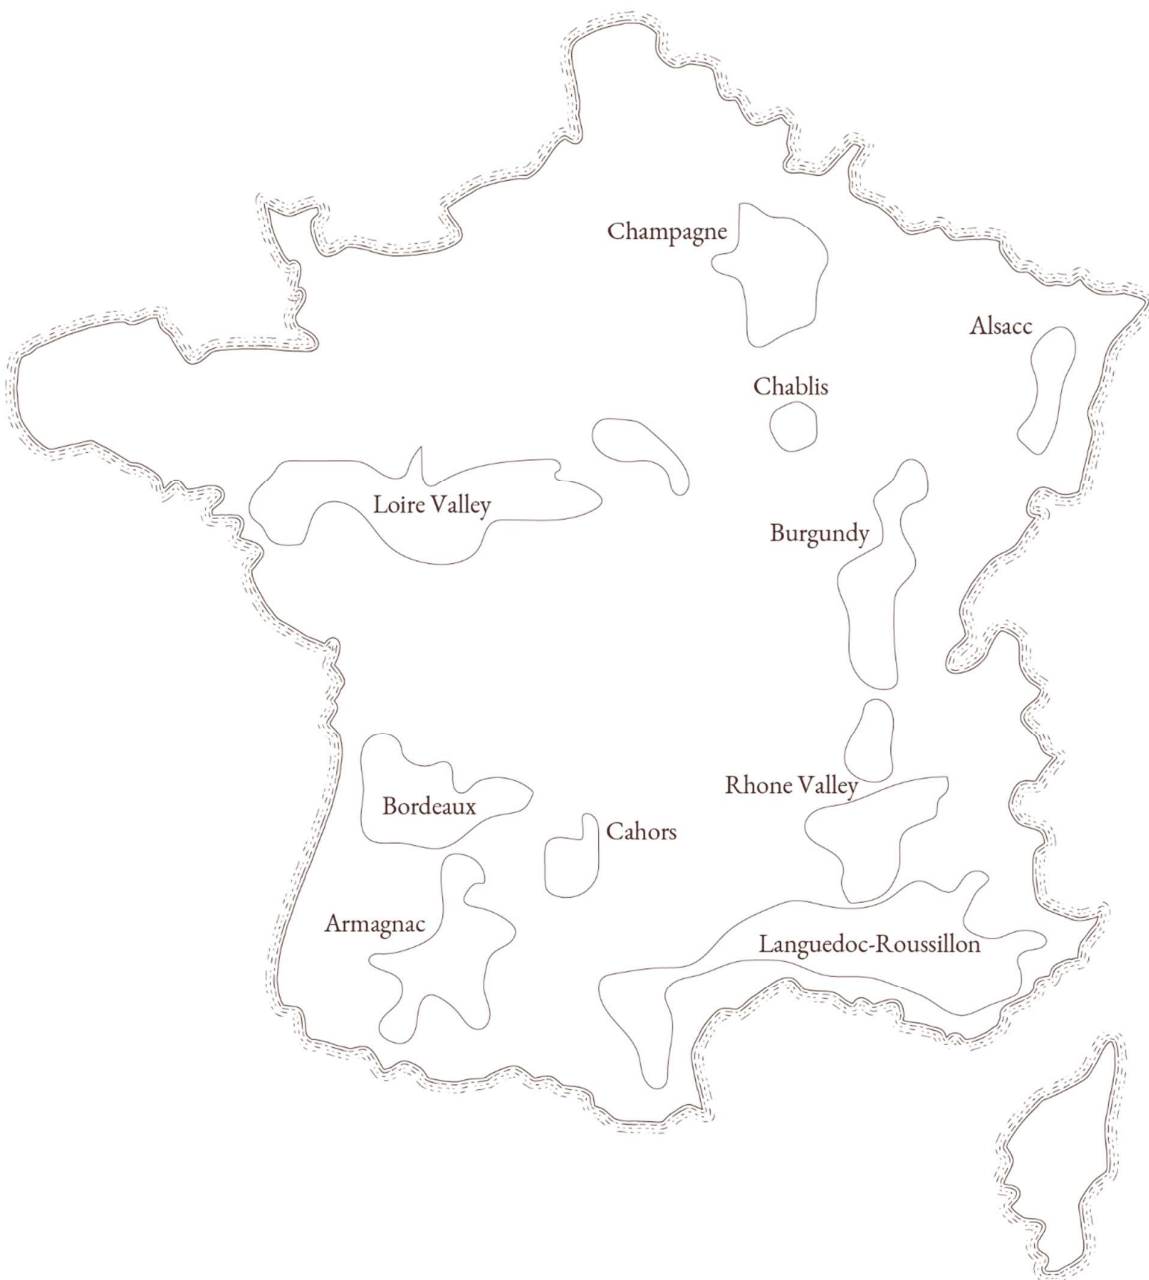 Champagne
Alsacc
Chablis
Loire Valley
Burgundy
Rhone Valley
Bordeaux
Cahors
Armagnac
Languedoc-Roussillon